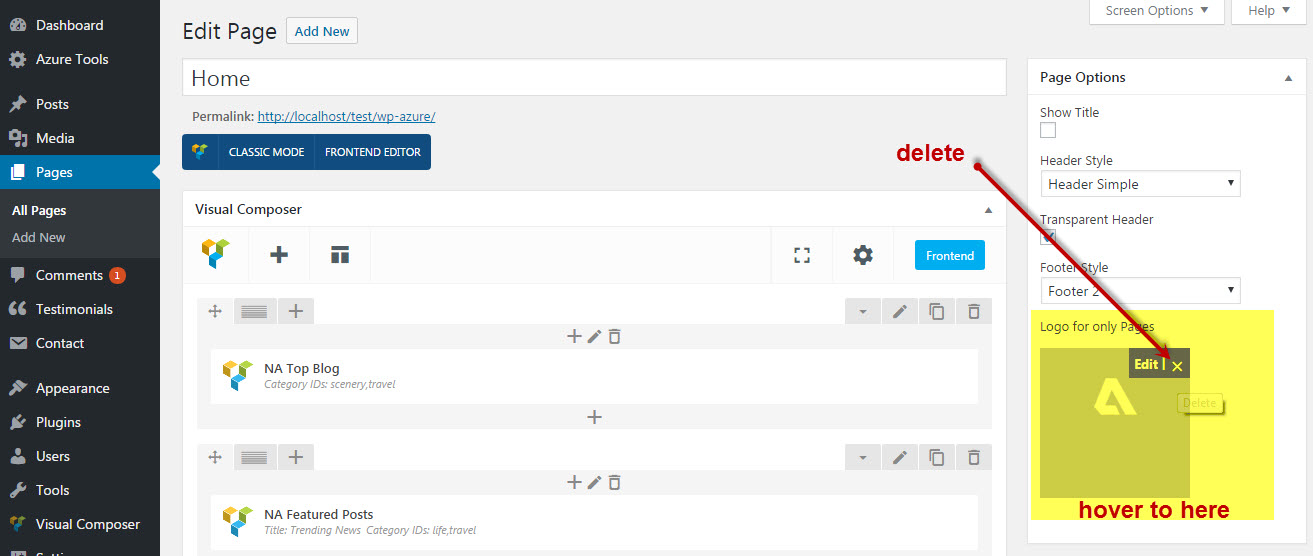 Dashboard
Azure Tools
Posts
Media
Pages
All Pages
Add New
Comments 1
Testimonials
Contact
Appearance
Plugins
Users
Tools
Visual Composer
Screen Options
Help
Edit Page
Add New
Home
Permalink: http://localhost/test/wp-azure/
CLASSIC MODE
FRONTEND EDITOR
Visual Composer
Frontend
NA Top Blog
Category IDs: scenery,travel
NA Featured Posts
Title: Trending News Category IDs: life,travel
delete
Page Options
Show Title
Header Style
Header Simple
Transparent Header
Footer Style
Footer 2
Logo for only Pages
Edit |
Delete
hover to here